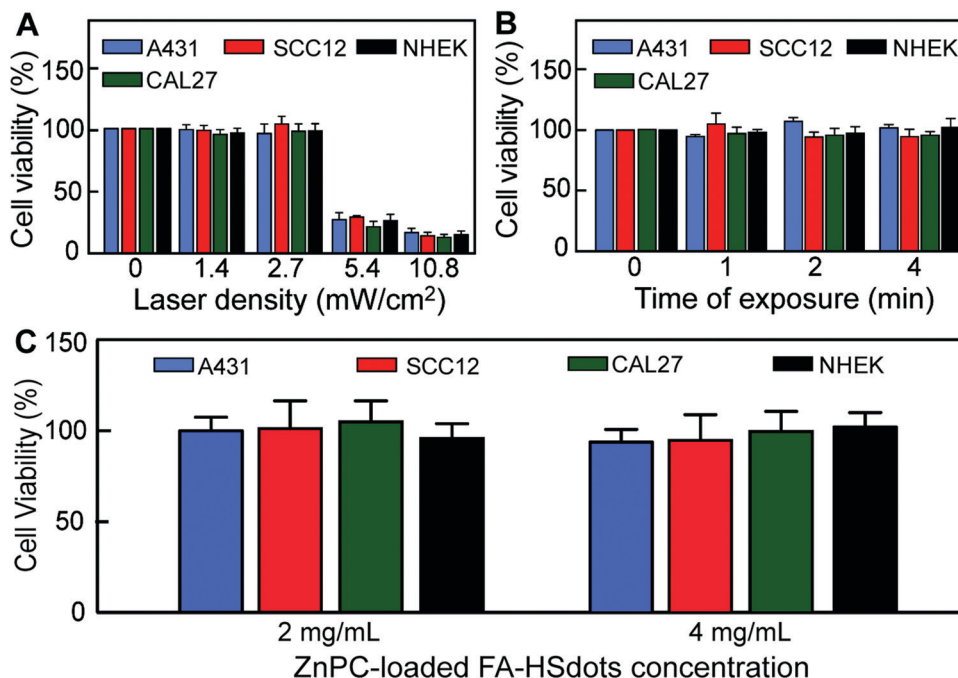 A
A431 SCC12 NHEK
CAL27
150
100
50
0
Cell viability (%)
0 1.4 2.7 5.4 10.8
Laser density (mW/cm²)
B
A431 SCC12 NHEK
CAL27
150
100
50
0
Cell viability (%)
0 1 2 4
Time of exposure (min)
C
A431 SCC12 CAL27 NHEK
150
100
50
0
Cell Viability (%)
2 mg/mL 4 mg/mL
ZnPC-loaded FA-HSdots concentration